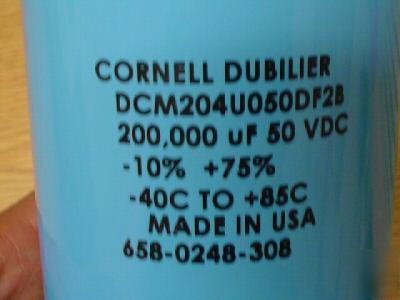 CORNELL DUBILIER
DCM204U050DF2B
200,000 UF 50 VDC
-10% +75%
-40C TO +85C
MADE IN USA
658-0248-308